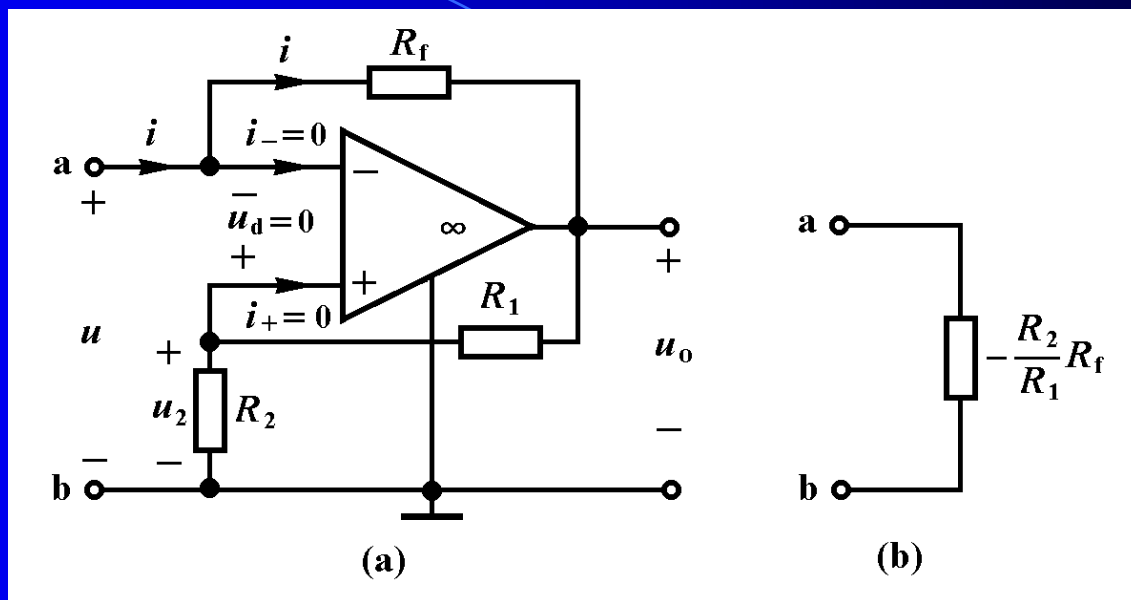 i
R_f
i
i_- = 0
a
+
−
−
u_d = 0
∞
+
+
i_+ = 0
R_1
u
+
u_2
R_2
−
−
b
+
u_o
−
(a)
a
−R_2/R_1 R_f
b
(b)